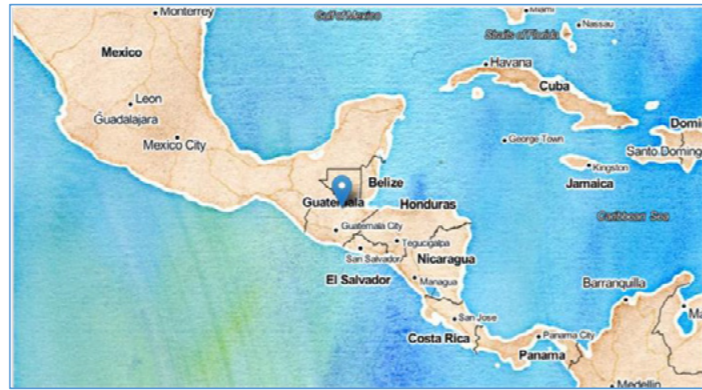 Monterrey
Gulf of Mexico
Miami
Nassau
Straits of Florida
Mexico
Havana
Cuba
Leon
Guadalajara
Mexico City
George Town
Domi
Santo Doming
Kingston
Jamaica
Belize
Guatemala
Honduras
Caribbean Sea
Guatemala City
Tegucigalpa
San Salvador
Nicaragua
El Salvador
Managua
Barranquilla
Ma
San Jose
Costa Rica
Panama City
Panama
Medellin